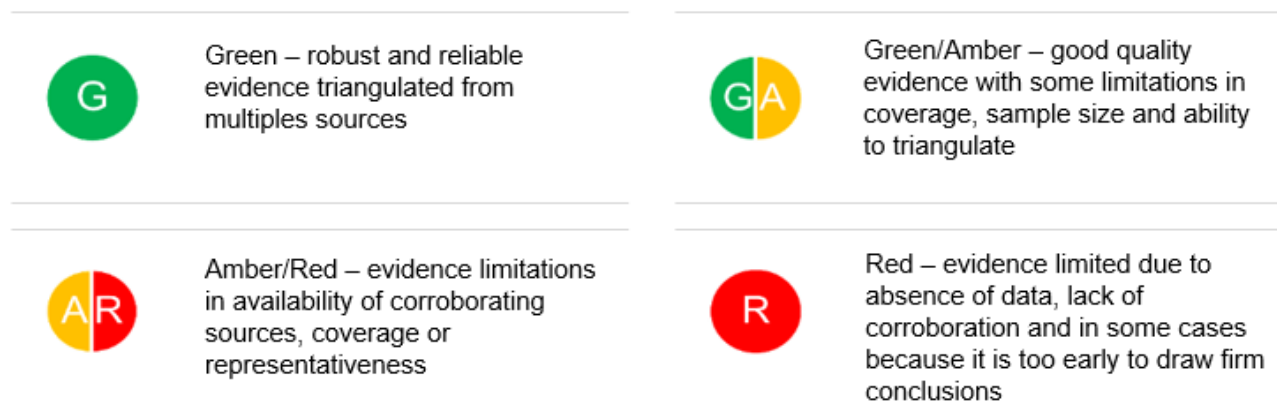 G
Green – robust and reliable
evidence triangulated from
multiples sources
G A
Green/Amber – good quality
evidence with some limitations in
coverage, sample size and ability
to triangulate
A R
Amber/Red – evidence limitations
in availability of corroborating
sources, coverage or
representativeness
R
Red – evidence limited due to
absence of data, lack of
corroboration and in some cases
because it is too early to draw firm
conclusions